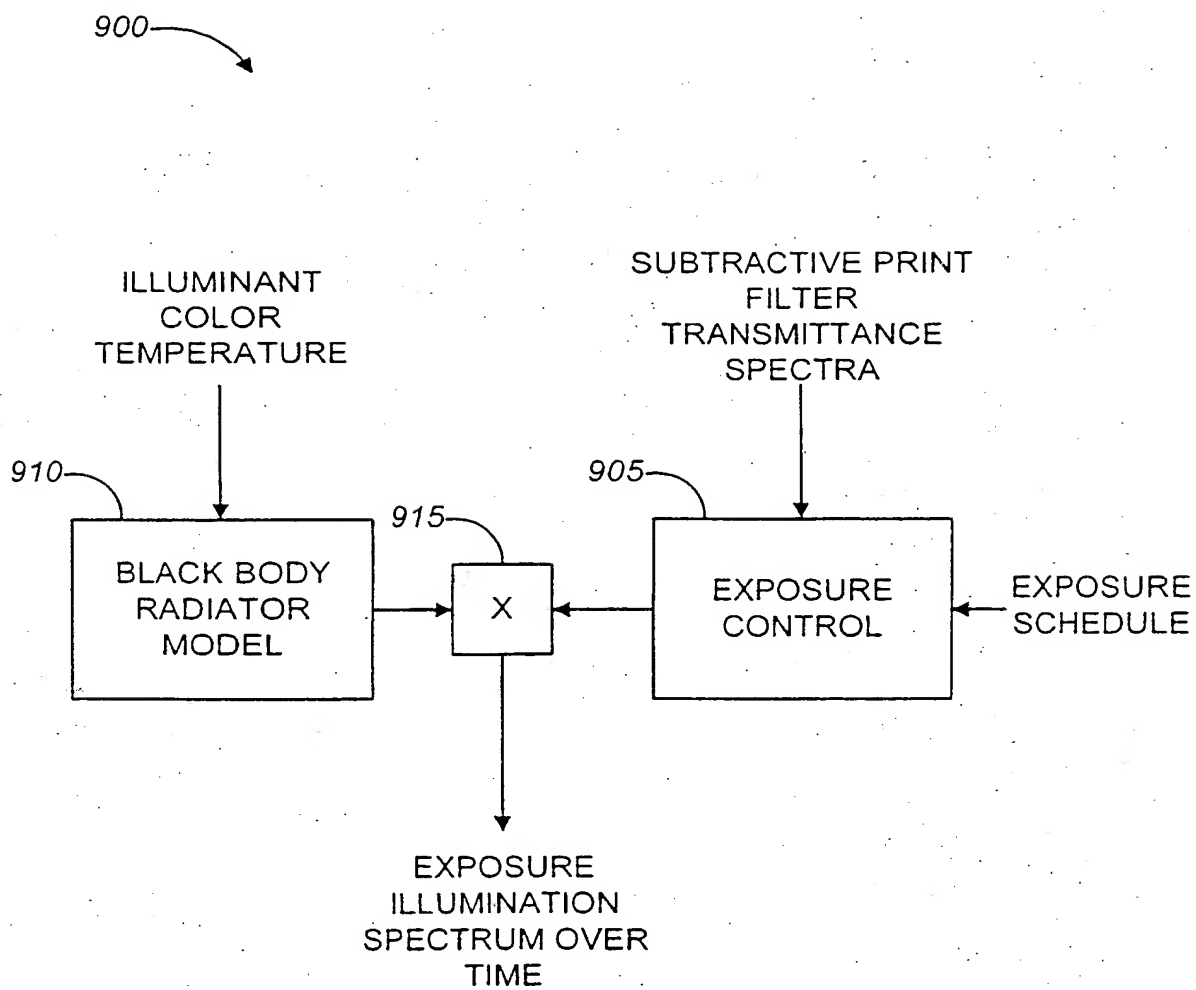 900
ILLUMINANT
COLOR
TEMPERATURE
SUBTRACTIVE PRINT
FILTER
TRANSMITTANCE
SPECTRA
910
915
905
BLACK BODY
RADIATOR
MODEL
X
EXPOSURE
CONTROL
EXPOSURE
SCHEDULE
EXPOSURE
ILLUMINATION
SPECTRUM OVER
TIME